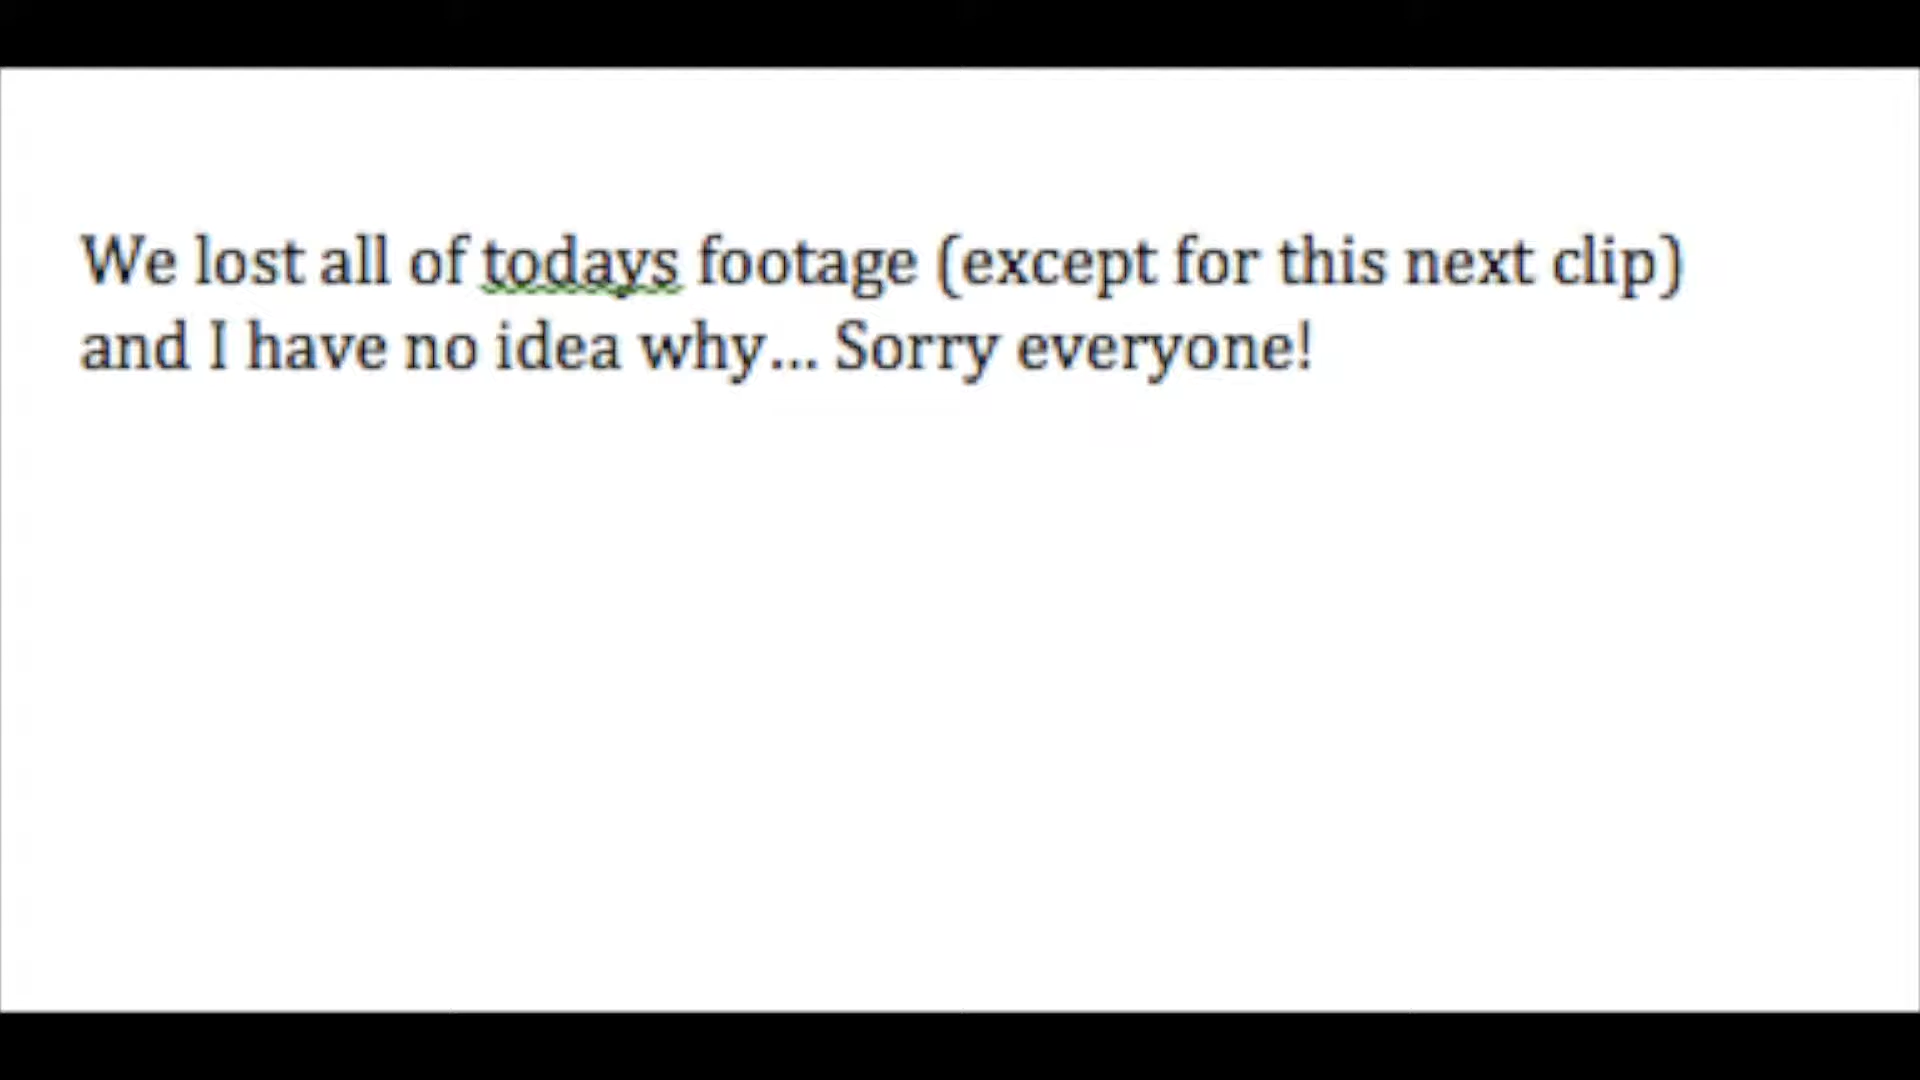 We lost all of todays footage (except for this next clip)
and I have no idea why... Sorry everyone!